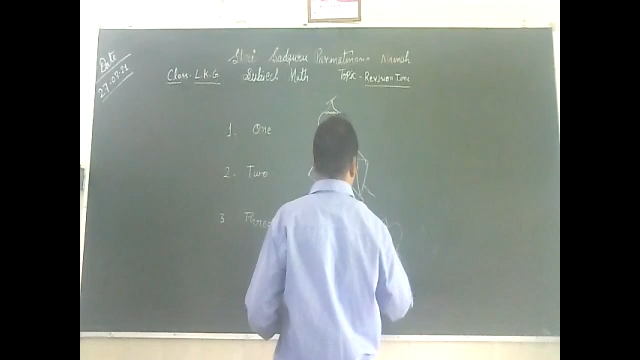 Date
27-07-21
Shri Sadguru Parmatmane Namah
Class- L.K.G Subject Math Topic - Revision Time
1. One
2. Two
3 Three